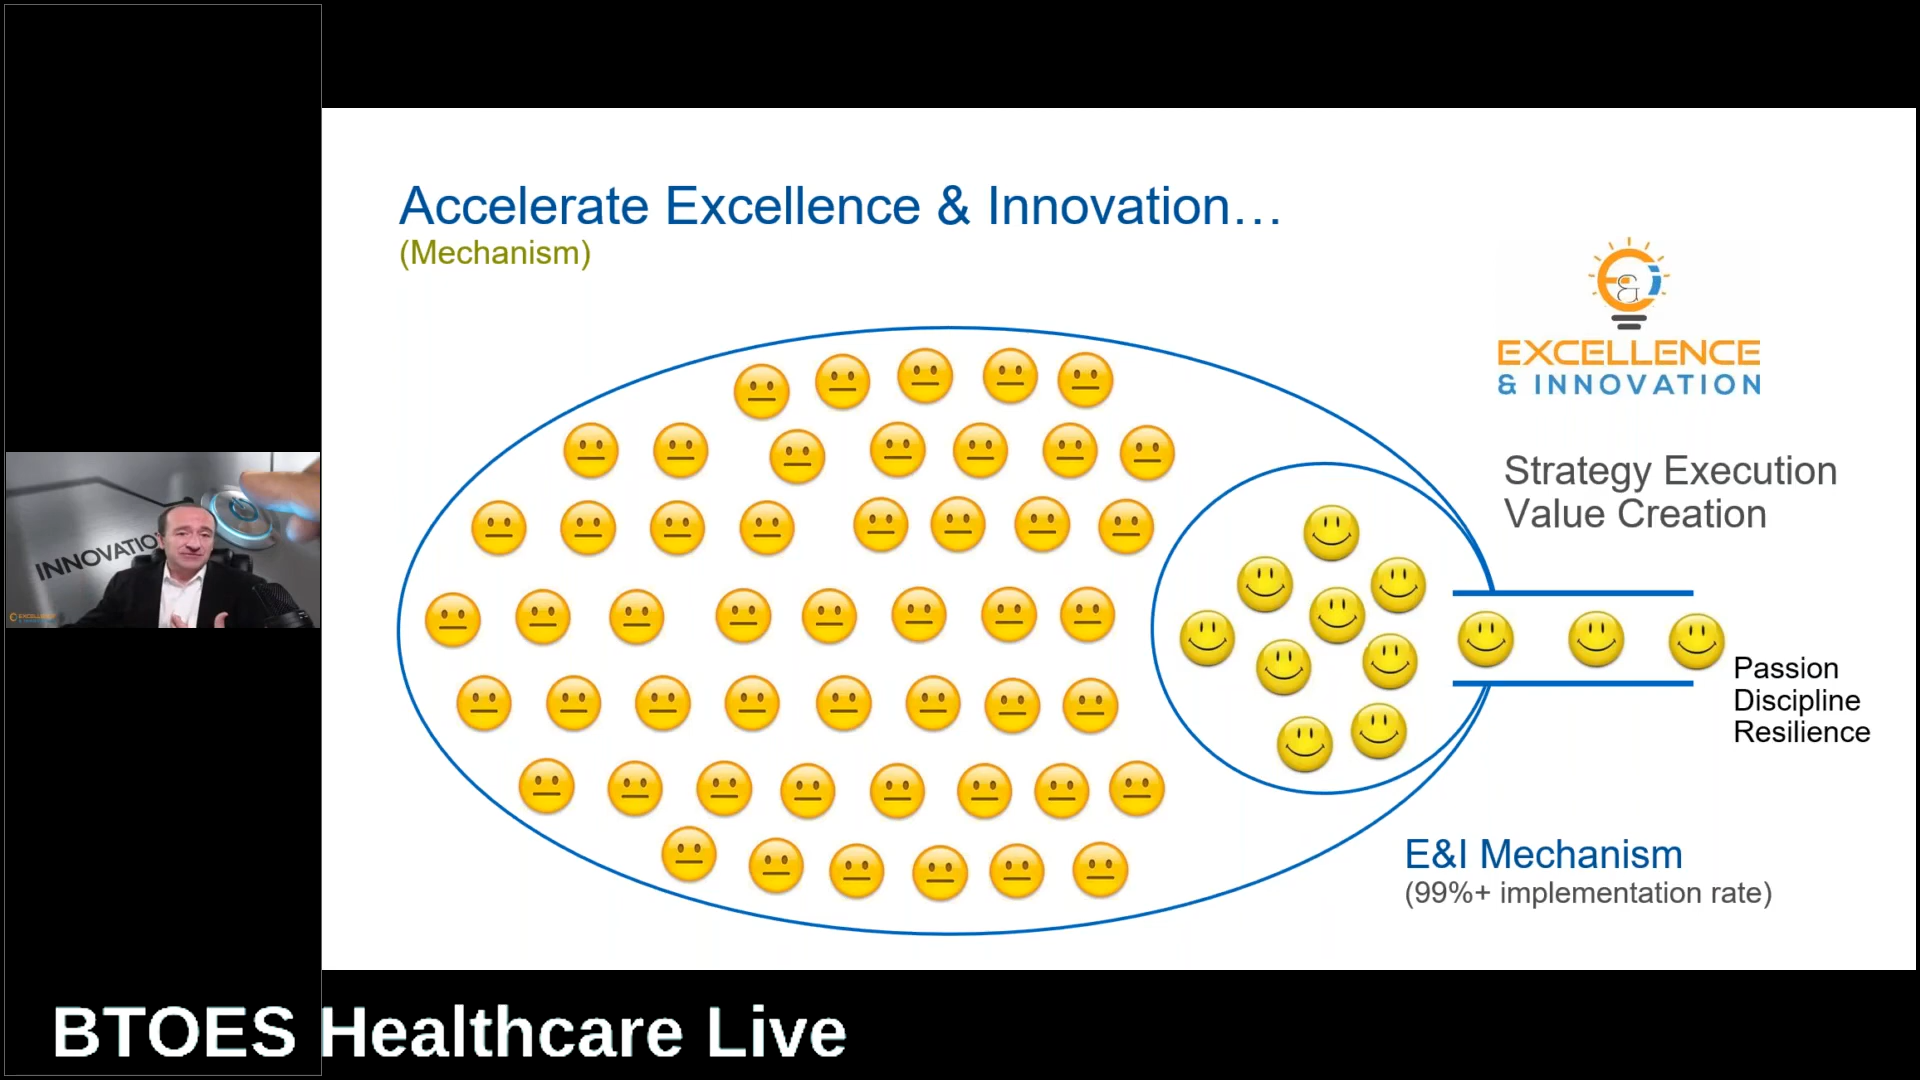 Accelerate Excellence & Innovation…
(Mechanism)
EXCELLENCE
& INNOVATION
Strategy Execution
Value Creation
Passion
Discipline
Resilience
E&I Mechanism
(99%+ implementation rate)
INNOVATIO
BTOES Healthcare Live